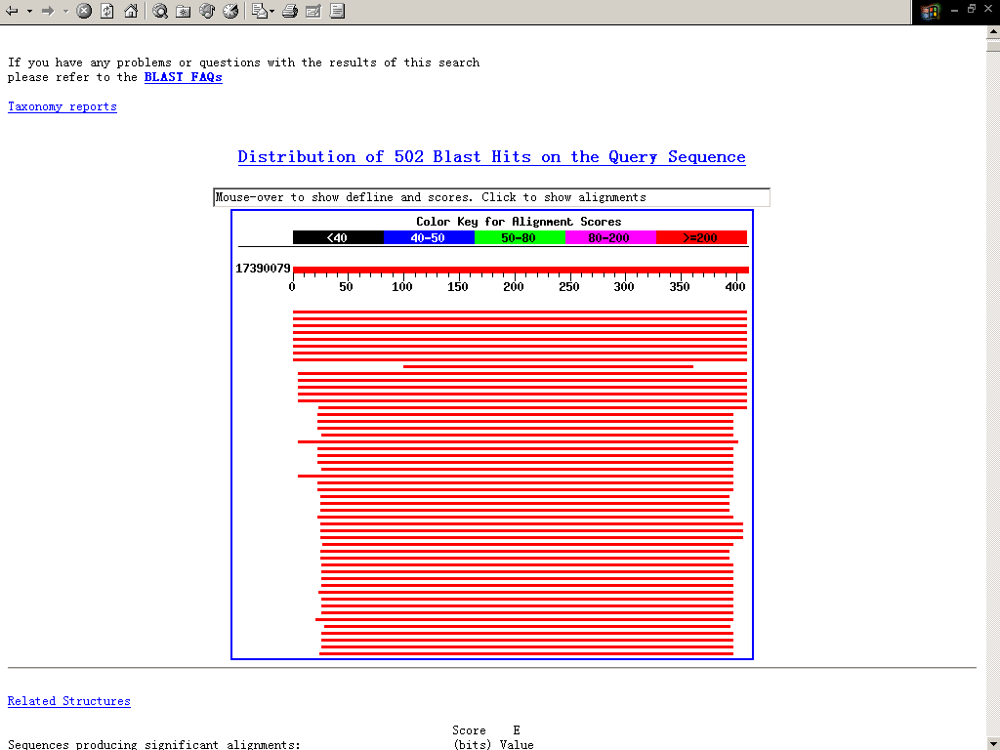 If you have any problems or questions with the results of this search
please refer to the BLAST FAQs
Taxonomy reports
Distribution of 502 Blast Hits on the Query Sequence
Mouse-over to show defline and scores. Click to show alignments
Color Key for Alignment Scores
<40 40-50 50-80 80-200 >=200
17390079
0 50 100 150 200 250 300 350 400
Related Structures
Score E
Sequences producing significant alignments: (bits) Value